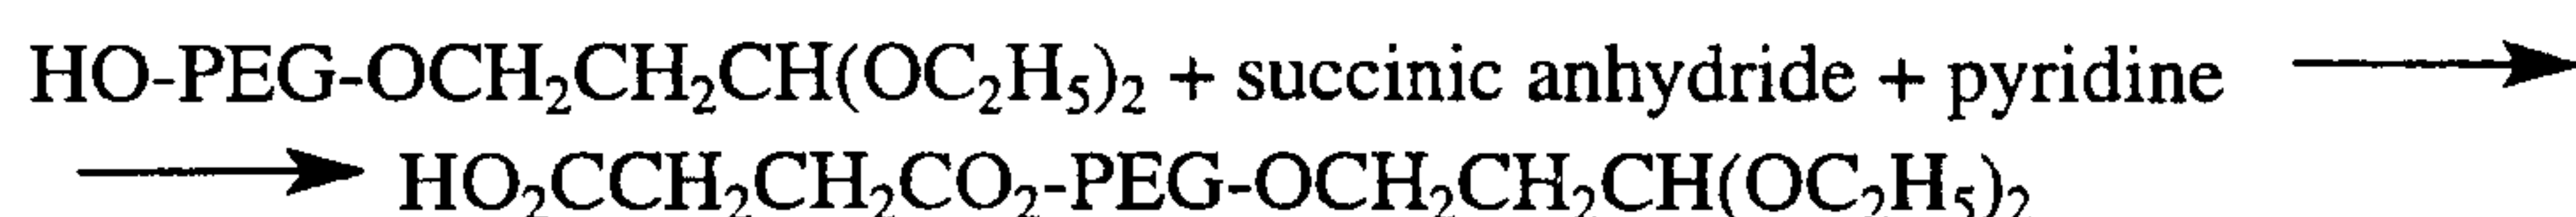 HO-PEG-OCH₂CH₂CH(OC₂H₅)₂ + succinic anhydride + pyridine ⟶
⟶ HO₂CCH₂CH₂CO₂-PEG-OCH₂CH₂CH(OC₂H₅)₂